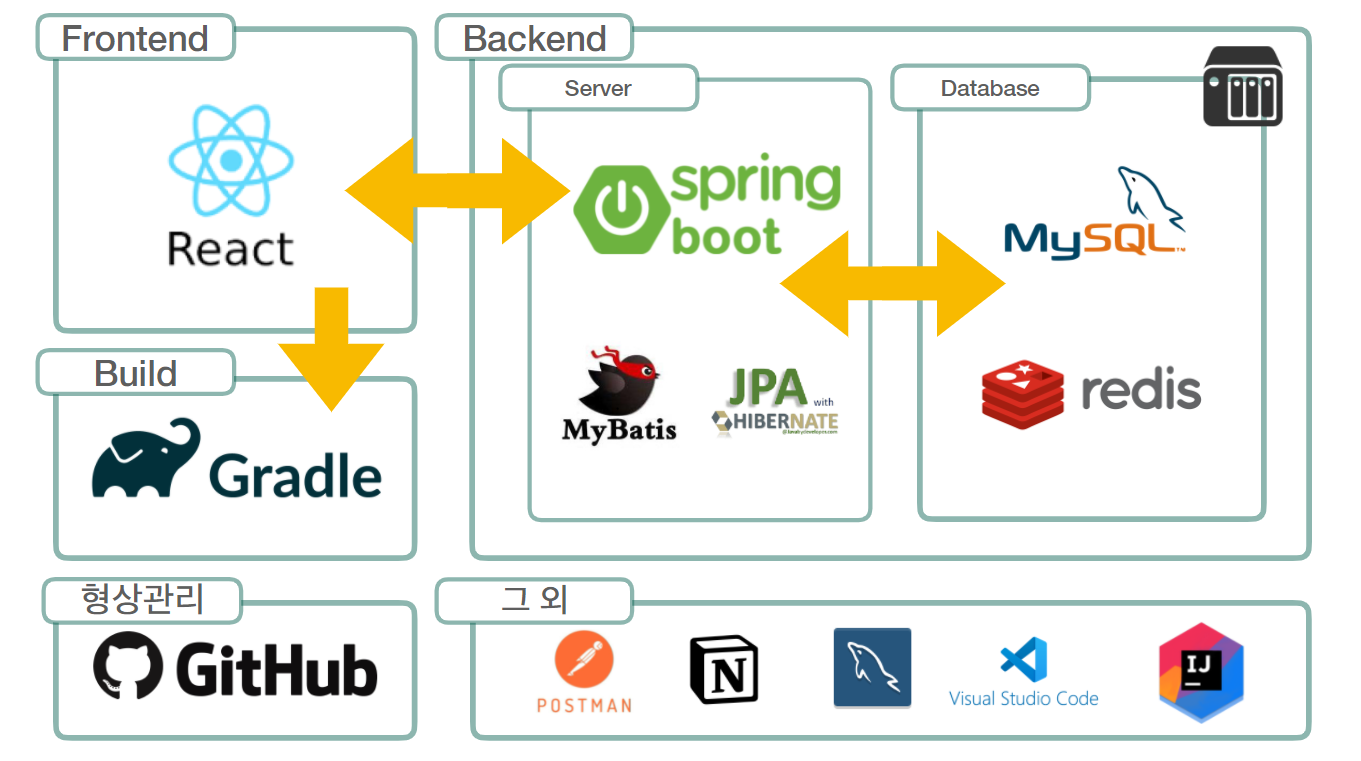 Frontend
React
Backend
Server
spring
boot
MyBatis
JPA
with
HIBERNATE
Database
MySQL™
redis
Build
Gradle
형상관리
GitHub
그 외
POSTMAN
N
Visual Studio Code
IJ